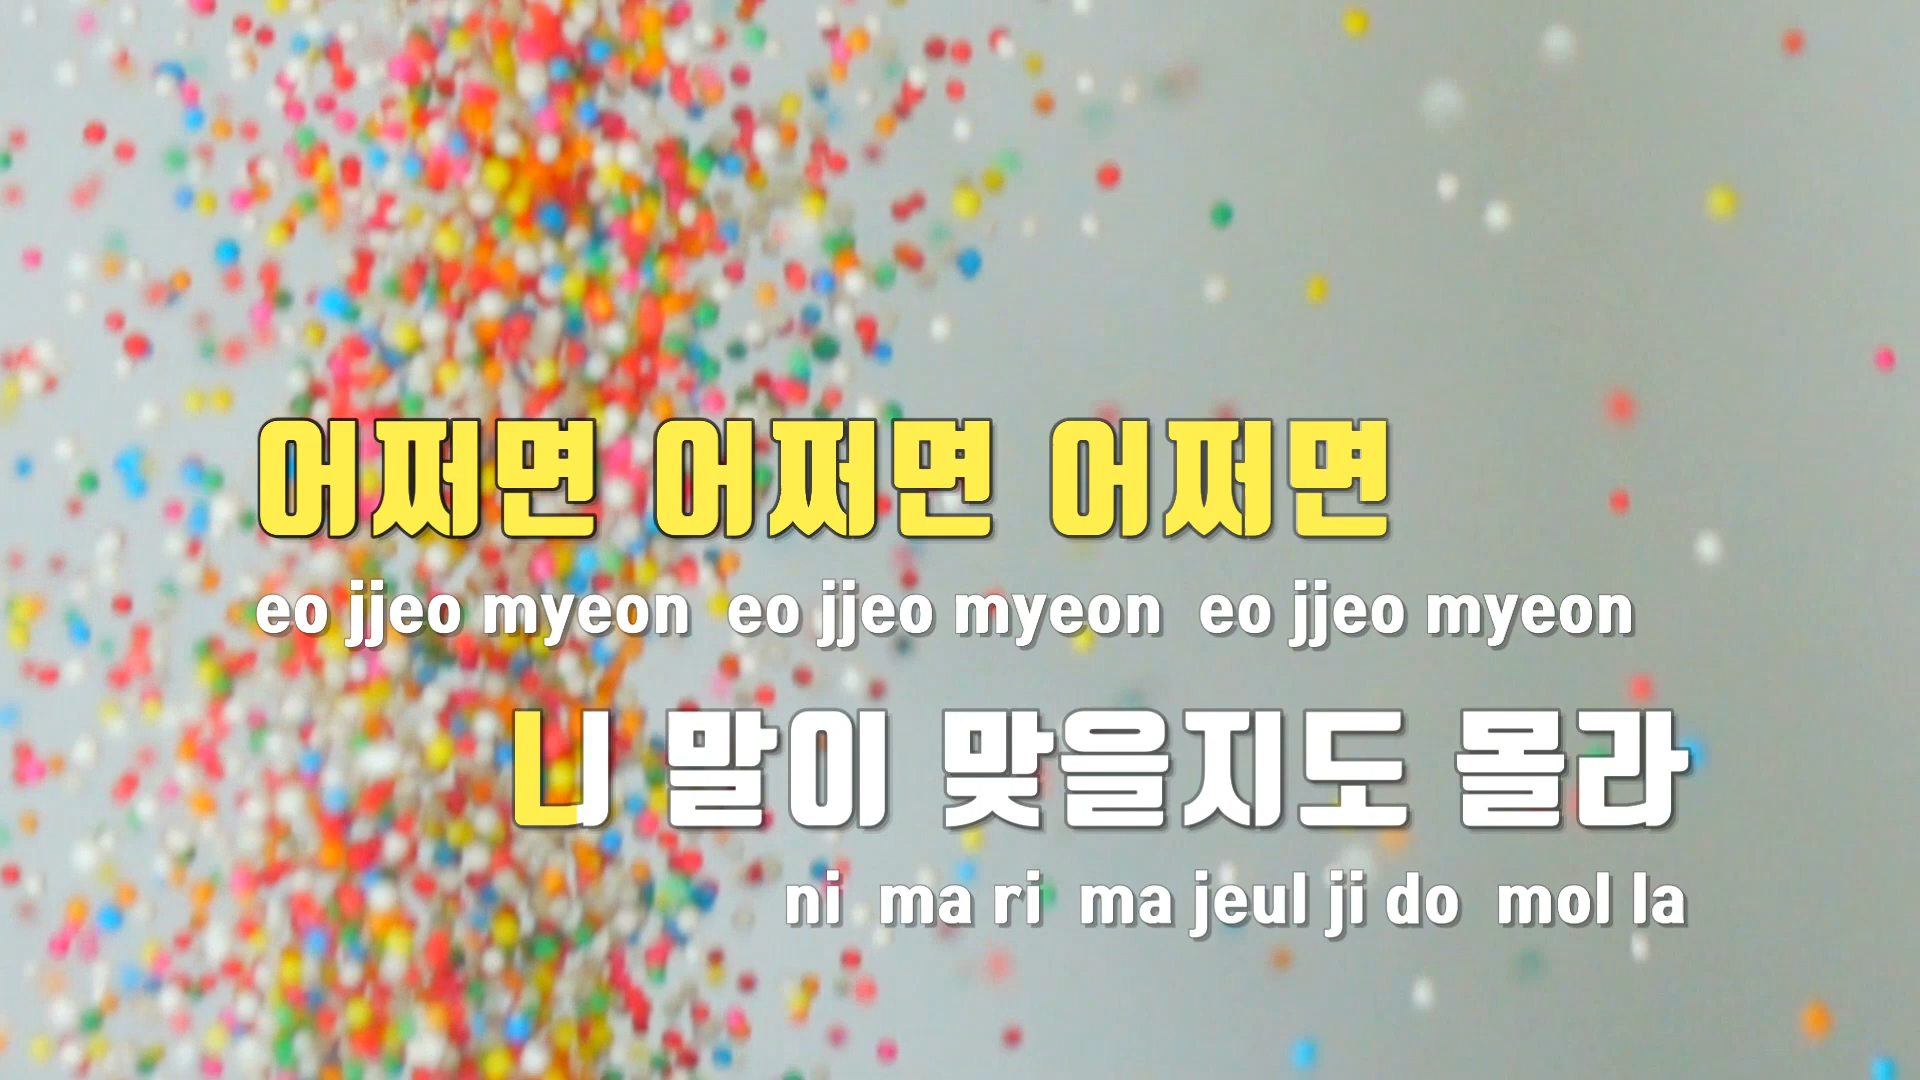 어쩌면 어쩌면 어쩌면
eo jjeo myeon eo jjeo myeon eo jjeo myeon
니 말이 맞을지도 몰라
ni ma ri ma jeul ji do mol la